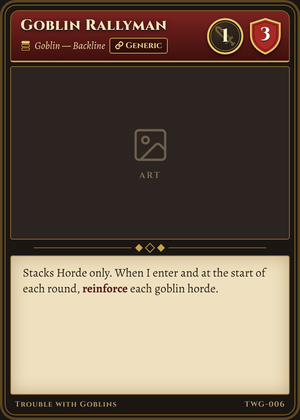 Goblin Rallyman
Goblin — Backline Generic
1
3
ART
Stacks Horde only. When I enter and at the start of
each round, reinforce each goblin horde.
Trouble with Goblins TWG-006